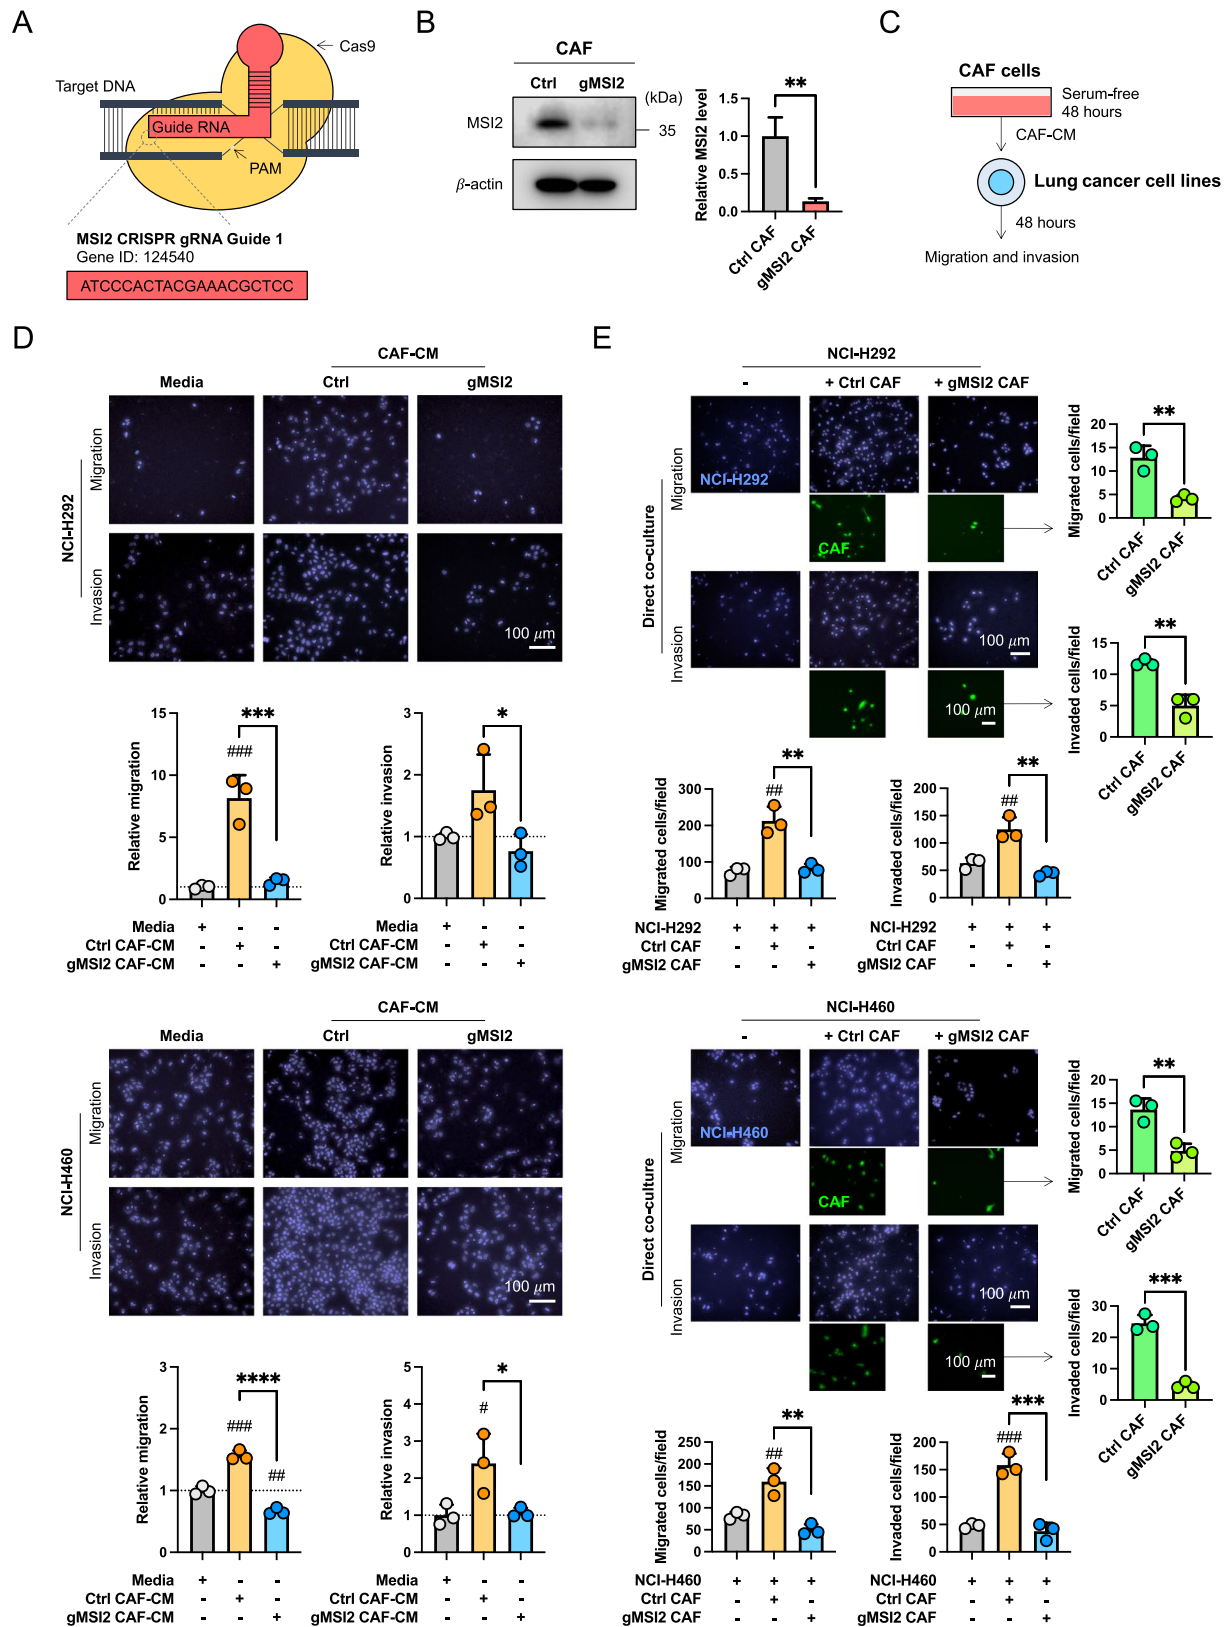 A
Cas9
Target DNA
Guide RNA
PAM
MSI2 CRISPR gRNA Guide 1
Gene ID: 124540
ATCCCACTACGAAACGCTCC
B
CAF
Ctrl gMSI2
(kDa)
MSI2
35
β-actin
Relative MSI2 level
**
1.5
1.0
0.5
0.0
Ctrl CAF
gMSI2 CAF
C
CAF cells
Serum-free
48 hours
CAF-CM
Lung cancer cell lines
48 hours
Migration and invasion
D
CAF-CM
Media Ctrl gMSI2
NCI-H292
Migration
Invasion
100 μm
Relative migration
15
10
5
0
###
***
Relative invasion
3
2
1
0
*
Media + - -
Ctrl CAF-CM - + -
gMSI2 CAF-CM - - +
Media + - -
Ctrl CAF-CM - + -
gMSI2 CAF-CM - - +
CAF-CM
Media Ctrl gMSI2
NCI-H460
Migration
Invasion
100 μm
Relative migration
3
2
1
0
###
****
##
Relative invasion
5
4
3
2
1
0
#
*
Media + - -
Ctrl CAF-CM - + -
gMSI2 CAF-CM - - +
Media + - -
Ctrl CAF-CM - + -
gMSI2 CAF-CM - - +
E
NCI-H292
- + Ctrl CAF + gMSI2 CAF
Direct co-culture
Migration
NCI-H292
CAF
Invasion
100 μm
100 μm
Migrated cells/field
20
15
10
5
0
**
Ctrl CAF
gMSI2 CAF
Invaded cells/field
15
10
5
0
**
Ctrl CAF
gMSI2 CAF
Migrated cells/field
300
200
100
0
##
**
Invaded cells/field
200
150
100
50
0
##
**
NCI-H292 + + +
Ctrl CAF - + -
gMSI2 CAF - - +
NCI-H292 + + +
Ctrl CAF - + -
gMSI2 CAF - - +
NCI-H460
- + Ctrl CAF + gMSI2 CAF
Direct co-culture
Migration
NCI-H460
CAF
Invasion
100 μm
100 μm
Migrated cells/field
20
15
10
5
0
**
Ctrl CAF
gMSI2 CAF
Invaded cells/field
30
20
10
0
***
Ctrl CAF
gMSI2 CAF
Migrated cells/field
250
200
150
100
50
0
##
**
Invaded cells/field
200
150
100
50
0
###
***
NCI-H460 + + +
Ctrl CAF - + -
gMSI2 CAF - - +
NCI-H460 + + +
Ctrl CAF - + -
gMSI2 CAF - - +